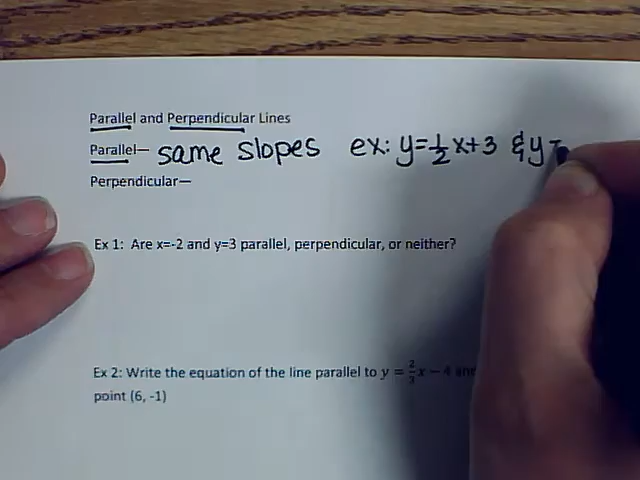 Parallel and Perpendicular Lines
Parallel— same slopes ex: y=1/2x+3 & y=
Perpendicular—
Ex 1: Are x=-2 and y=3 parallel, perpendicular, or neither?
Ex 2: Write the equation of the line parallel to y = 2/3x − 4 and
point (6, -1)